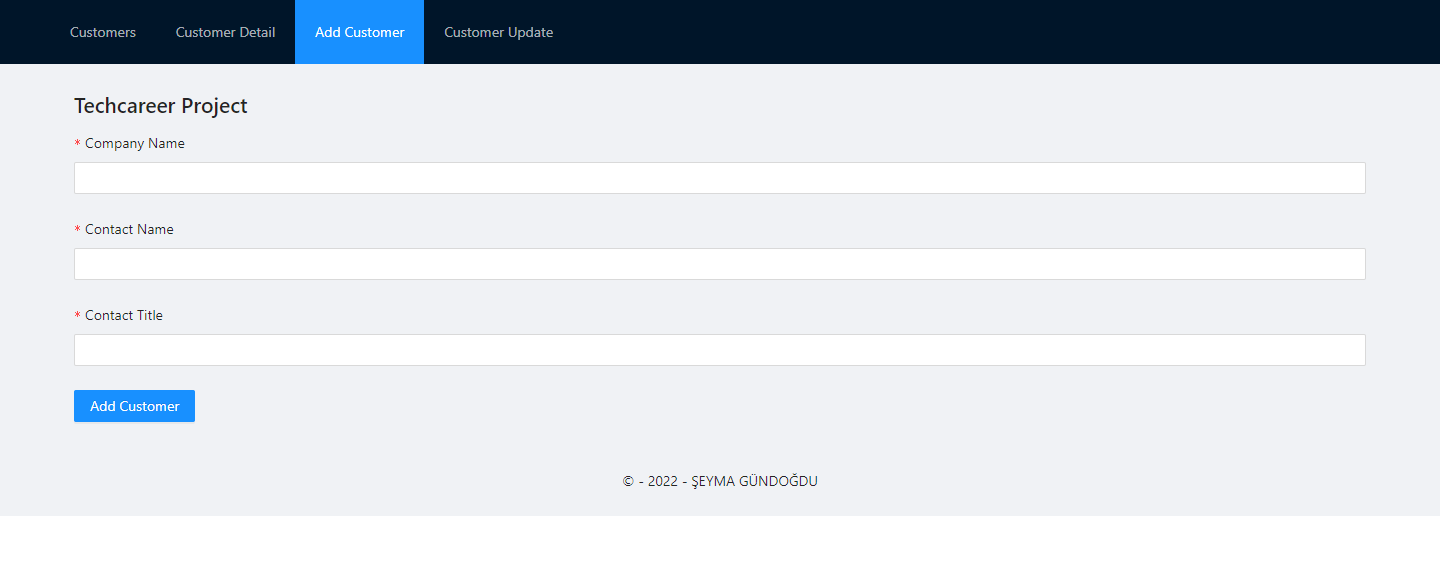 Customers Customer Detail Add Customer Customer Update
Techcareer Project
* Company Name
* Contact Name
* Contact Title
Add Customer
© - 2022 - ŞEYMA GÜNDOĞDU